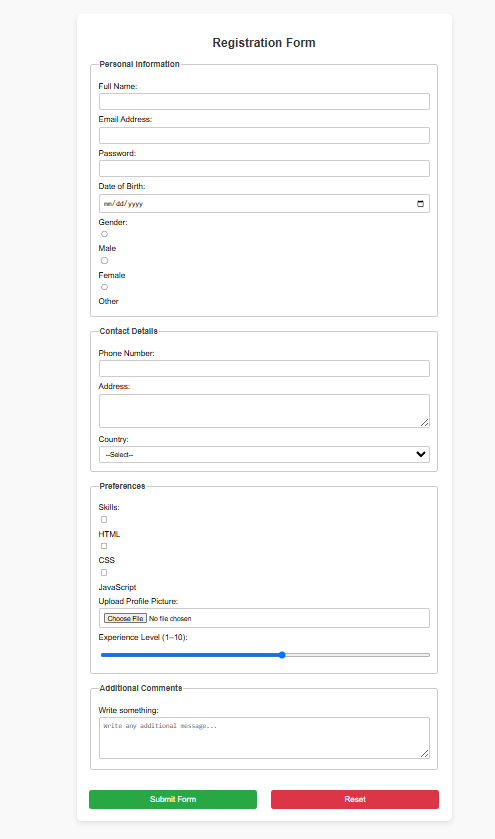 Registration Form
Personal Information
Full Name:
Email Address:
Password:
Date of Birth:
mm/dd/yyyy
Gender:
Male
Female
Other
Contact Details
Phone Number:
Address:
Country:
--Select--
Preferences
Skills:
HTML
CSS
JavaScript
Upload Profile Picture:
Choose File No file chosen
Experience Level (1–10):
Additional Comments
Write something:
Write any additional message...
Submit Form Reset